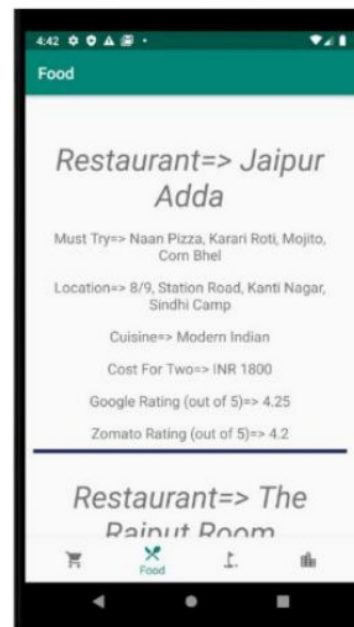 4:42
Food
Restaurant=> Jaipur
Adda
Must Try=> Naan Pizza, Karari Roti, Mojito,
Corn Bhel
Location=> 8/9, Station Road, Kanti Nagar,
Sindhi Camp
Cuisine=> Modern Indian
Cost For Two=> INR 1800
Google Rating (out of 5)=> 4.25
Zomato Rating (out of 5)=> 4.2
Restaurant=> The
Rajput Room
Food